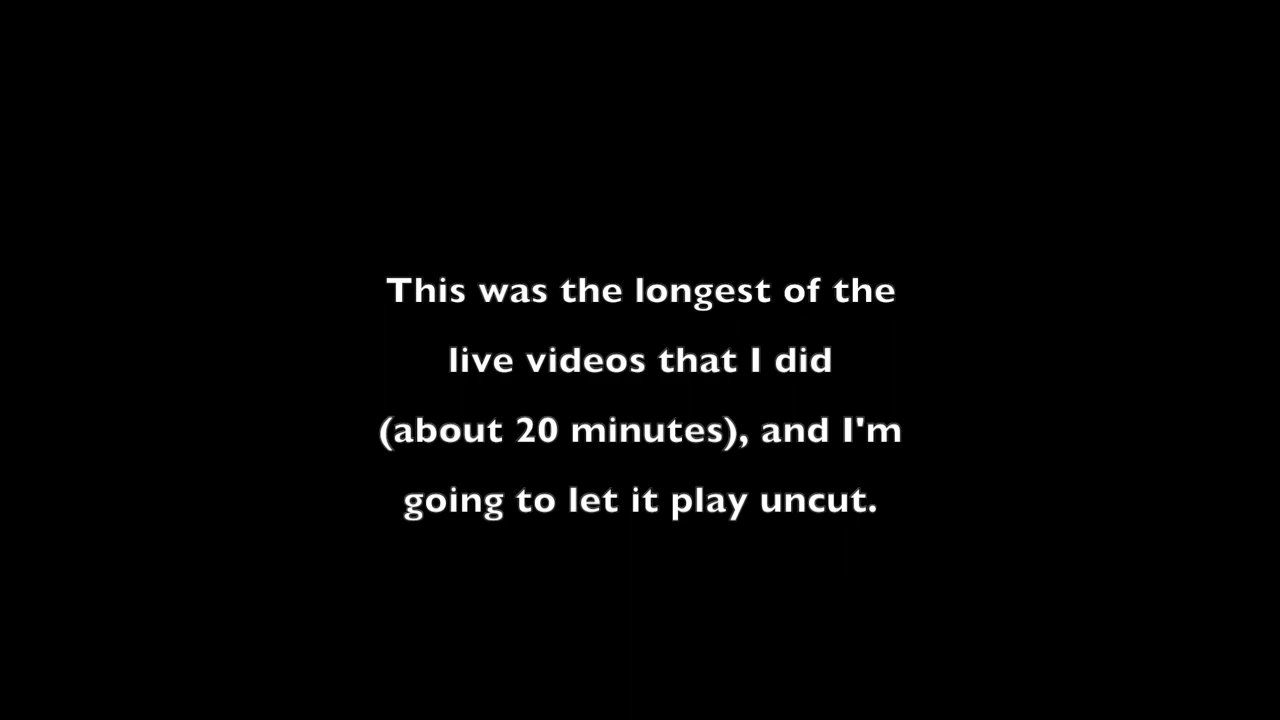 This was the longest of the
live videos that I did
(about 20 minutes), and I'm
going to let it play uncut.